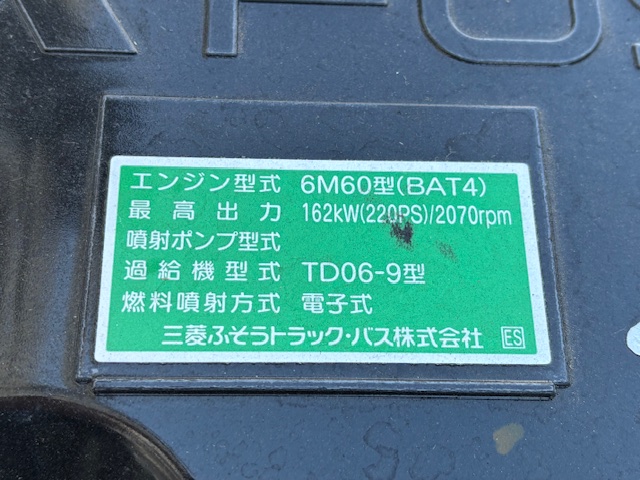 エンジン型式 6M60型(BAT4)
最高出力 162kW(220PS)/2070rpm
噴射ポンプ型式
過給機型式 TD06-9型
燃料噴射方式 電子式
三菱ふそうトラック・バス株式会社 ES